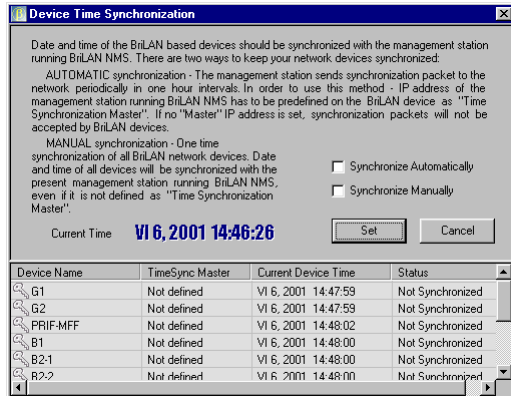 Device Time Synchronization
Date and time of the BriLAN based devices should be synchronized with the management station
running BriLAN NMS. There are two ways to keep your network devices synchronized:
AUTOMATIC synchronization - The management station sends synchronization packet to the
network periodically in one hour intervals. In order to use this method - IP address of the
management station running BriLAN NMS has to be predefined on the BriLAN device as "Time
Synchronization Master". If no "Master" IP address is set, synchronization packets will not be
accepted by BriLAN devices.
MANUAL synchronization - One time
synchronization of all BriLAN network devices. Date
and time of all devices will be synchronized with the
present management station running BriLAN NMS,
even if it is not defined as "Time Synchronization
Master".
Synchronize Automatically
Synchronize Manually
Current Time VI 6, 2001 14:46:26
Set Cancel
Device Name TimeSync Master Current Device Time Status
G1 Not defined VI 6, 2001 14:47:59 Not Synchronized
G2 Not defined VI 6, 2001 14:47:59 Not Synchronized
PRIF-MFF Not defined VI 6, 2001 14:48:02 Not Synchronized
B1 Not defined VI 6, 2001 14:48:00 Not Synchronized
B2-1 Not defined VI 6, 2001 14:48:00 Not Synchronized
B2-2 Not defined VI 6, 2001 14:48:00 Not Synchronized